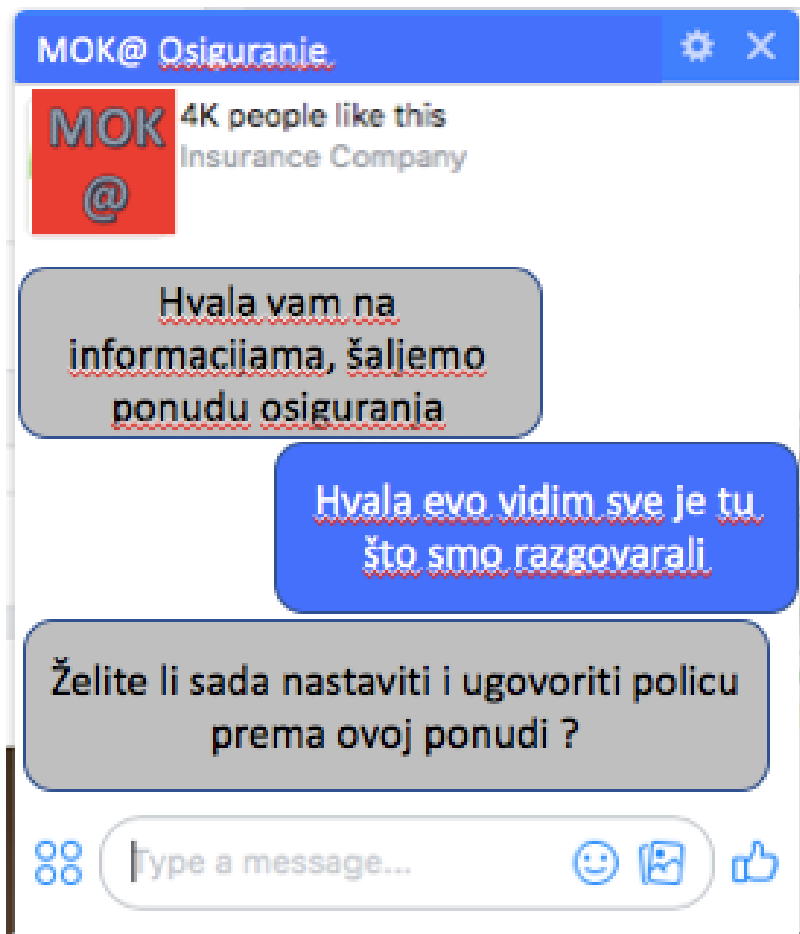 MOK@ Osiguranje
MOK
@
4K people like this
Insurance Company
Hvala vam na
informacijama, šaljemo
ponudu osiguranja
Hvala evo vidim sve je tu
što smo razgovarali
Želite li sada nastaviti i ugovoriti policu
prema ovoj ponudi ?
Type a message...